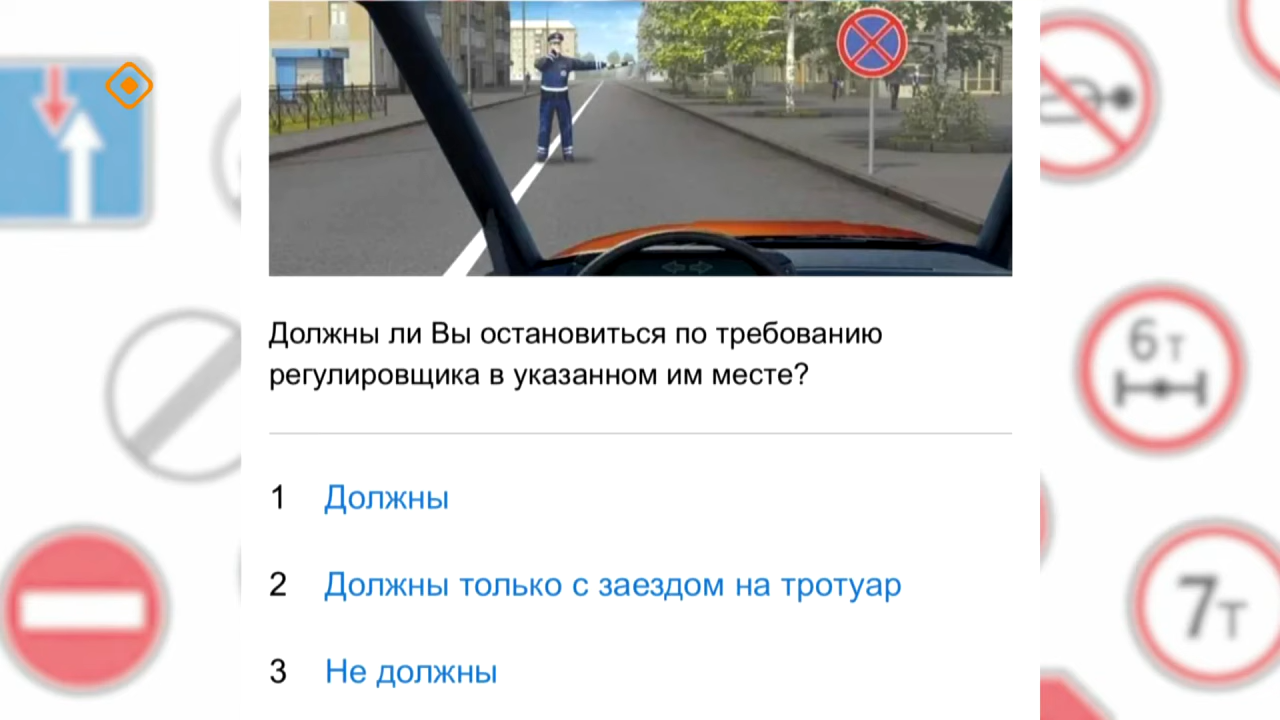 Должны ли Вы остановиться по требованию
регулировщика в указанном им месте?
1 Должны
2 Должны только с заездом на тротуар
3 Не должны
6т
7т